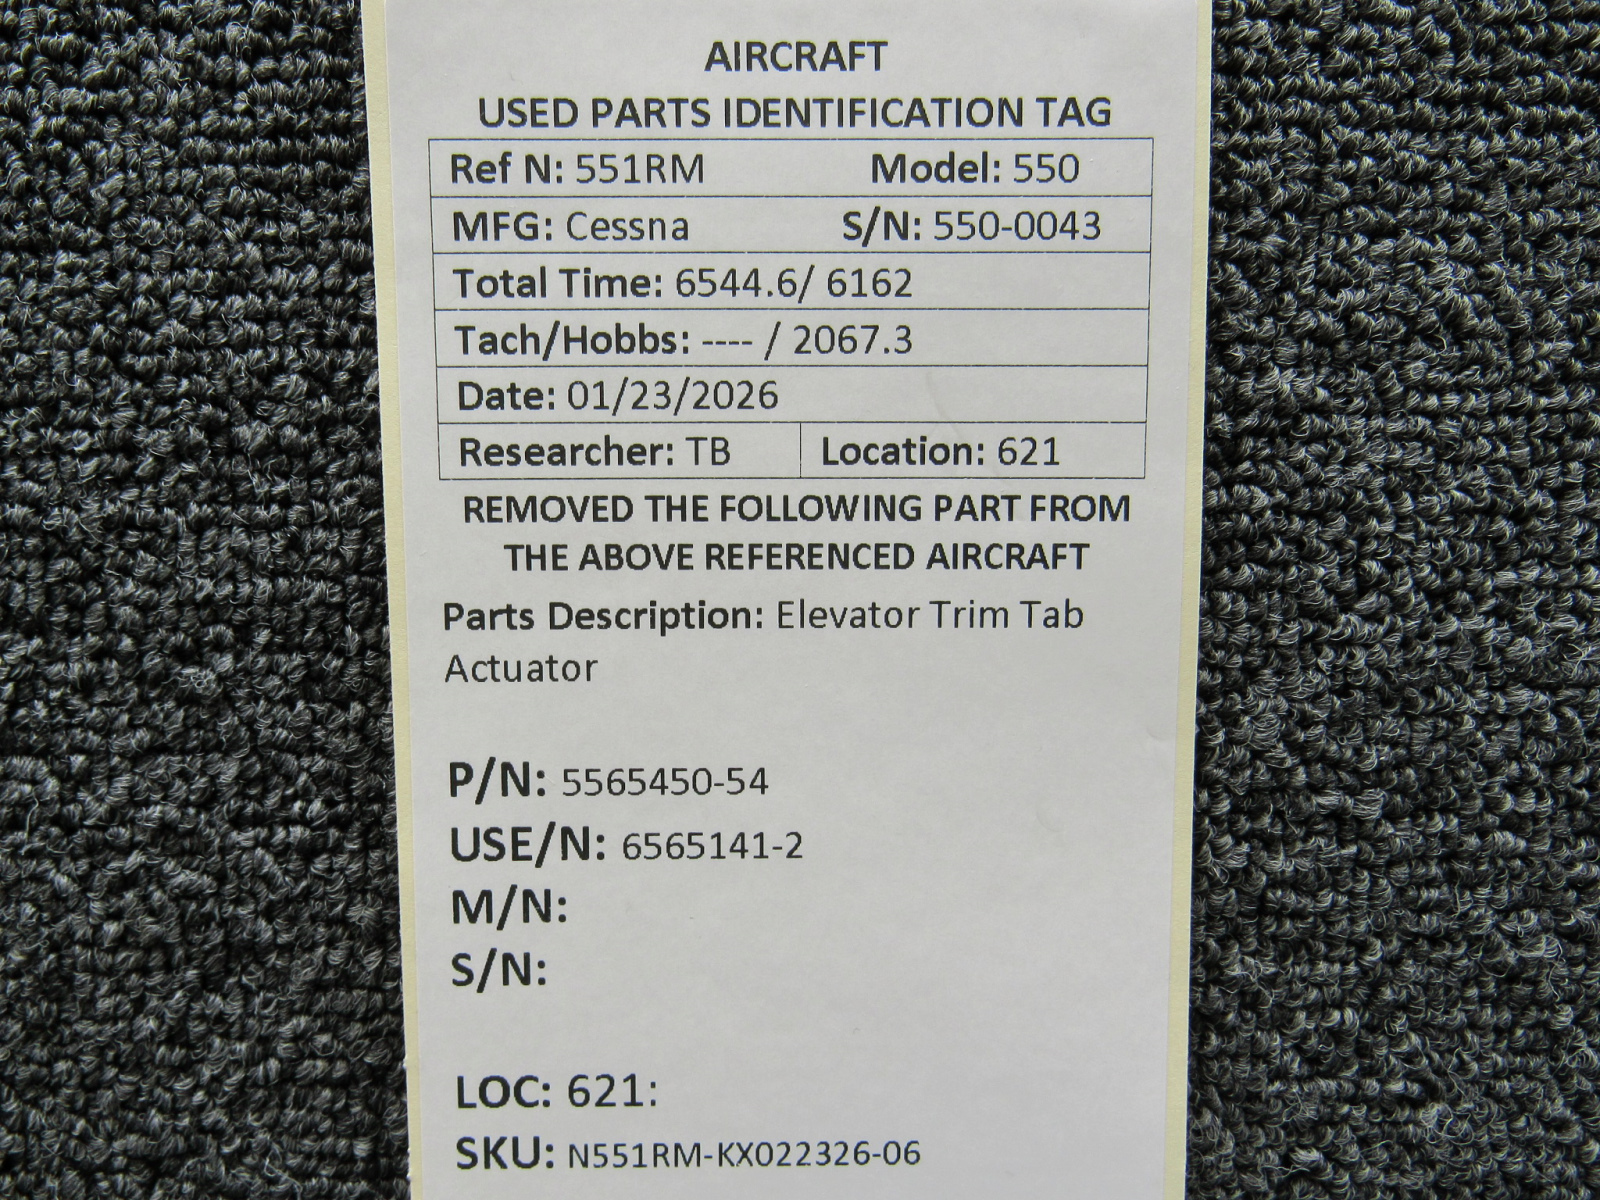 AIRCRAFT
USED PARTS IDENTIFICATION TAG
Ref N: 551RM Model: 550
MFG: Cessna S/N: 550-0043
Total Time: 6544.6/ 6162
Tach/Hobbs: ---- / 2067.3
Date: 01/23/2026
Researcher: TB Location: 621
REMOVED THE FOLLOWING PART FROM
THE ABOVE REFERENCED AIRCRAFT
Parts Description: Elevator Trim Tab
Actuator
P/N: 5565450-54
USE/N: 6565141-2
M/N:
S/N:
LOC: 621:
SKU: N551RM-KX022326-06